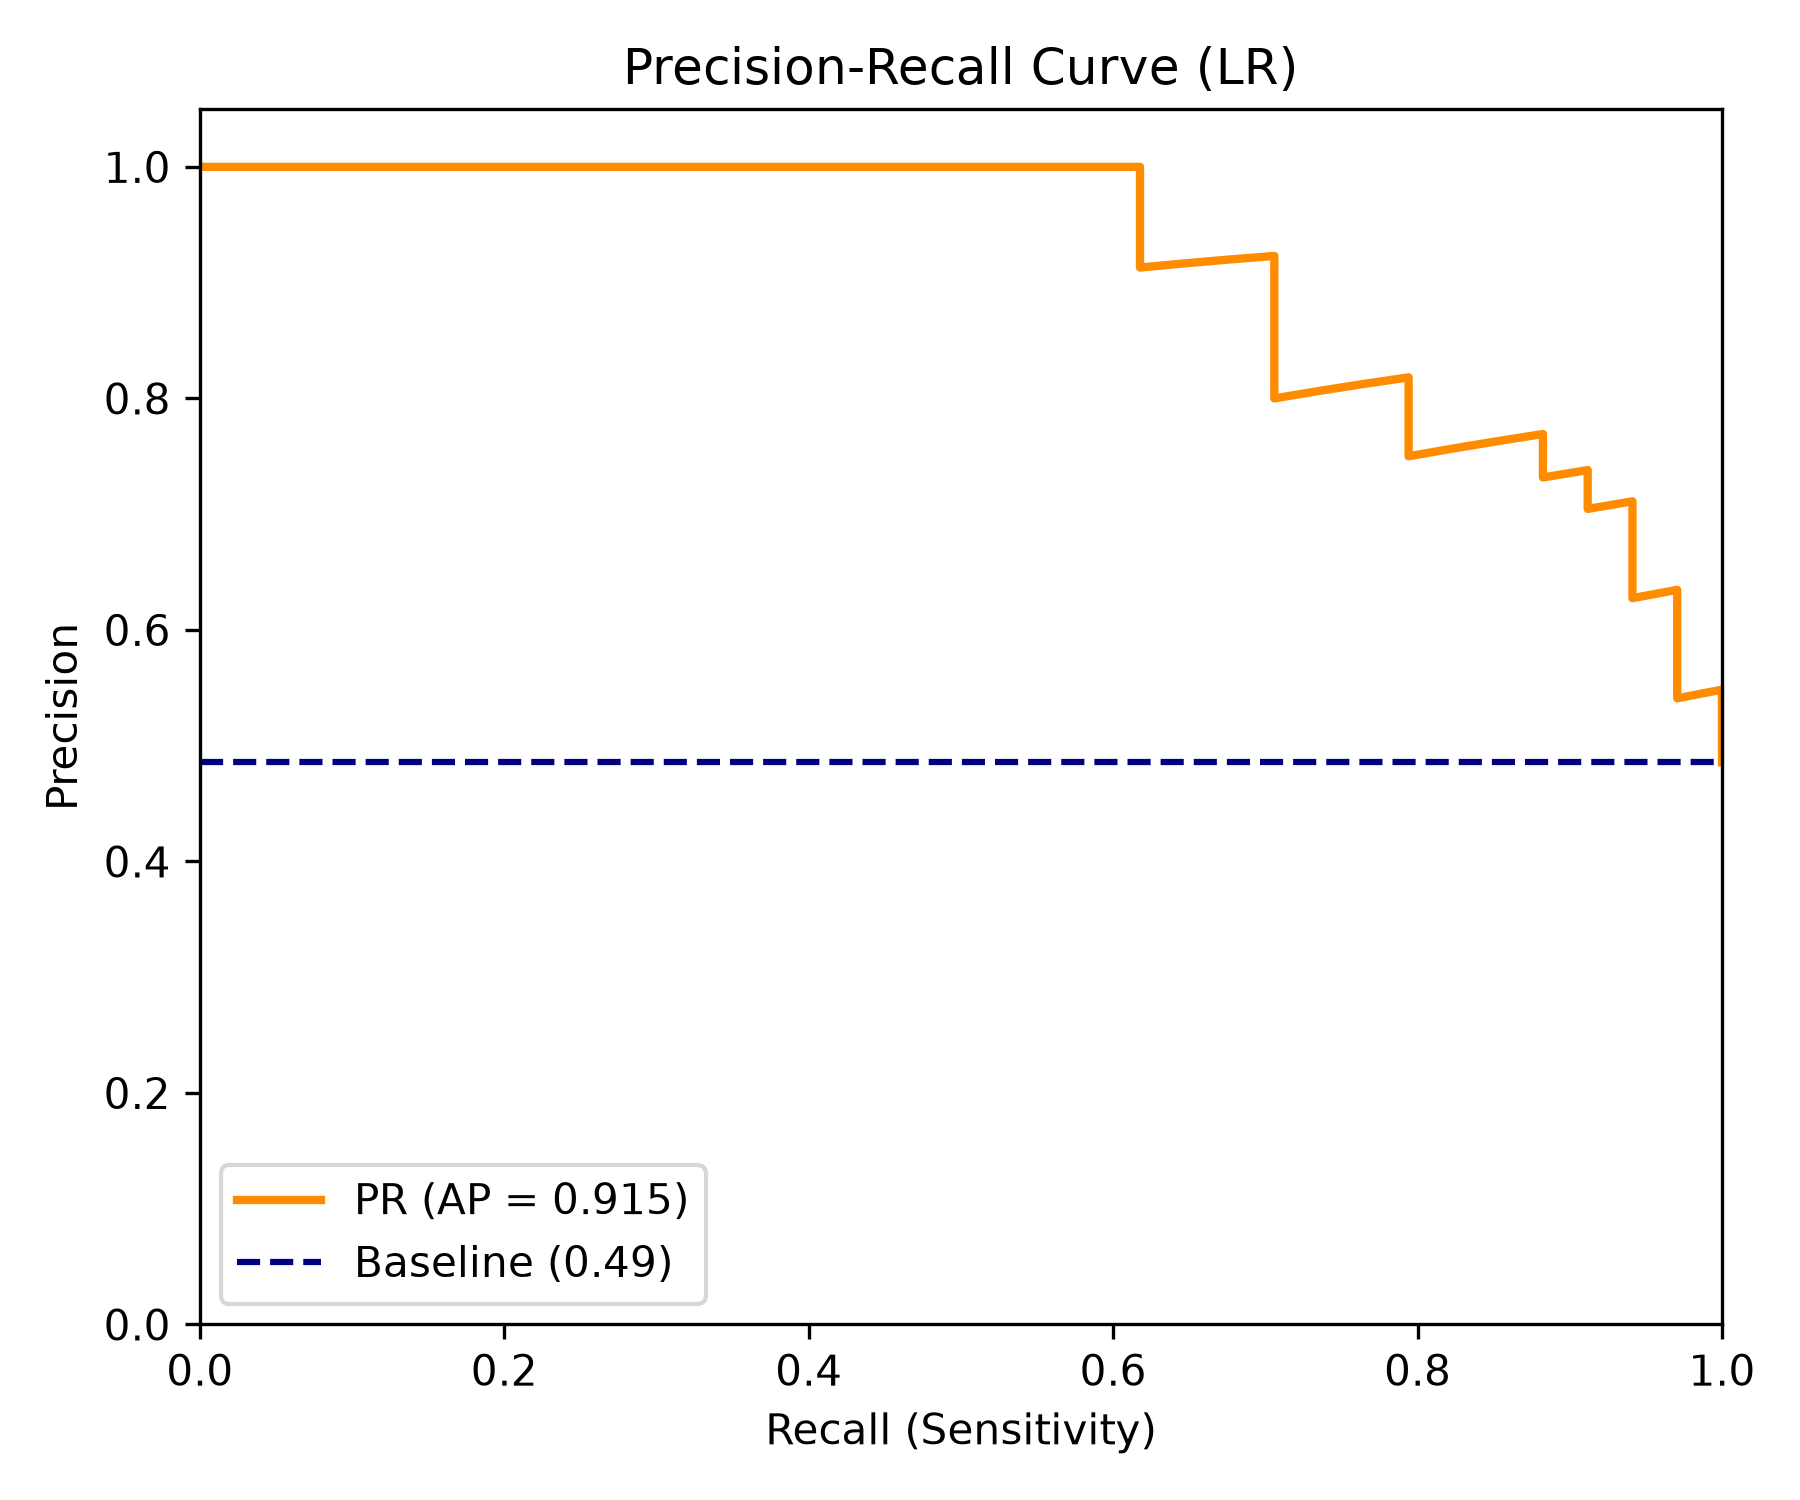 Precision-Recall Curve (LR)
1.0
0.8
0.6
0.4
0.2
0.0
Precision
PR (AP = 0.915)
Baseline (0.49)
0.0 0.2 0.4 0.6 0.8 1.0
Recall (Sensitivity)